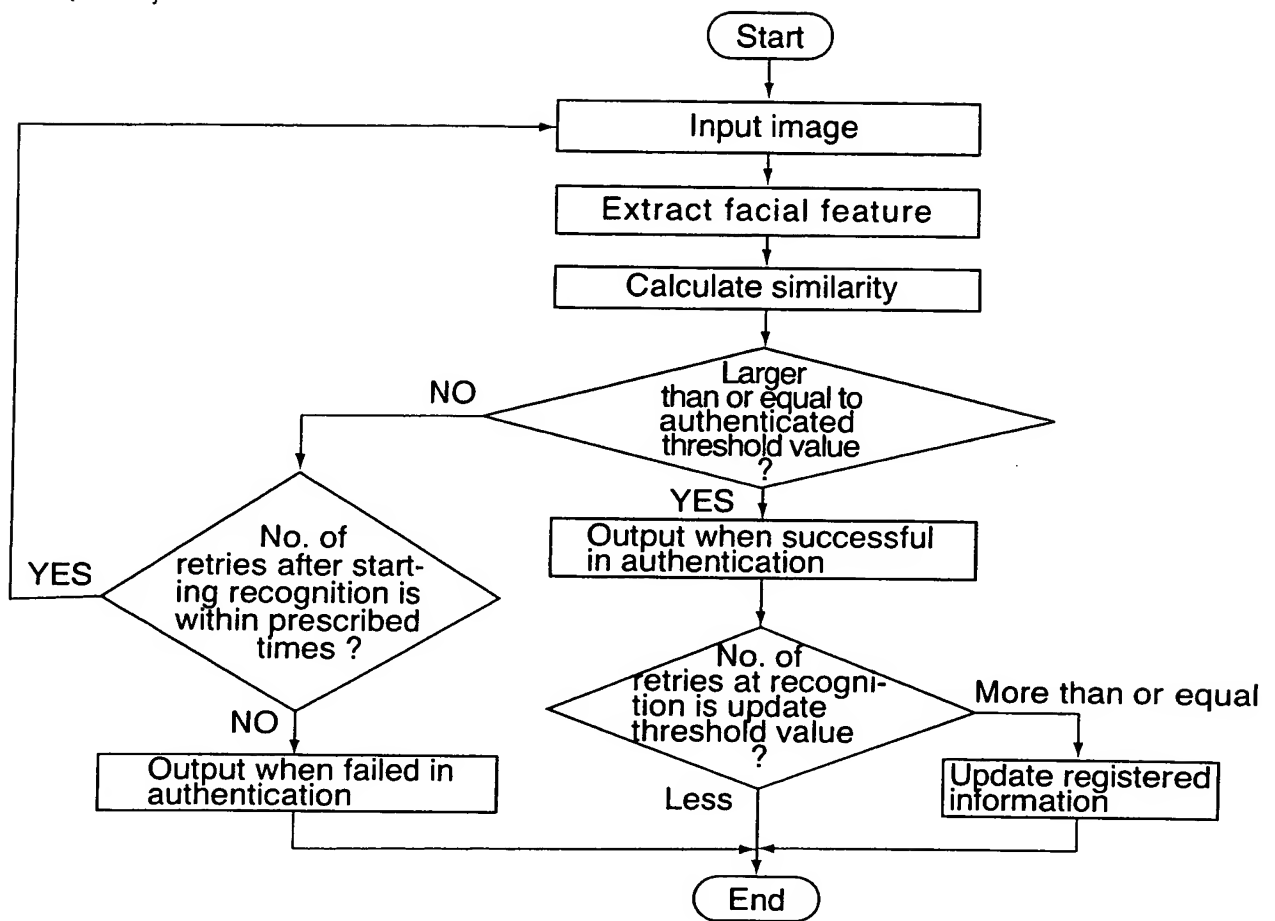 Start
Input image
Extract facial feature
Calculate similarity
Larger
than or equal to
authenticated
threshold value
?
NO
YES
No. of
retries after start-
ing recognition is
within prescribed
times ?
YES
NO
Output when successful
in authentication
No. of
retries at recogni-
tion is update
threshold value
?
More than or equal
Less
Output when failed in
authentication
Update registered
information
End